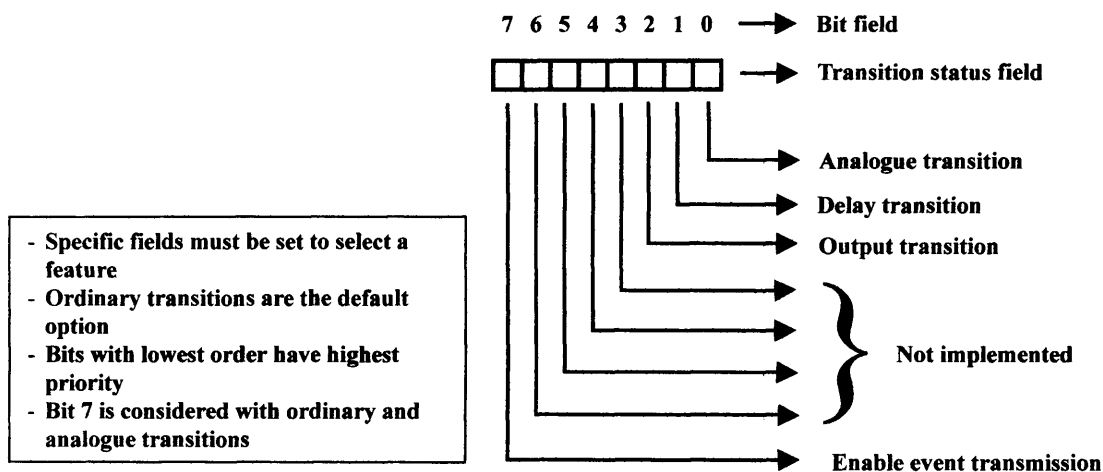 7 6 5 4 3 2 1 0
Bit field
Transition status field
Analogue transition
Delay transition
Output transition
Not implemented
Enable event transmission
- Specific fields must be set to select a
feature
- Ordinary transitions are the default
option
- Bits with lowest order have highest
priority
- Bit 7 is considered with ordinary and
analogue transitions